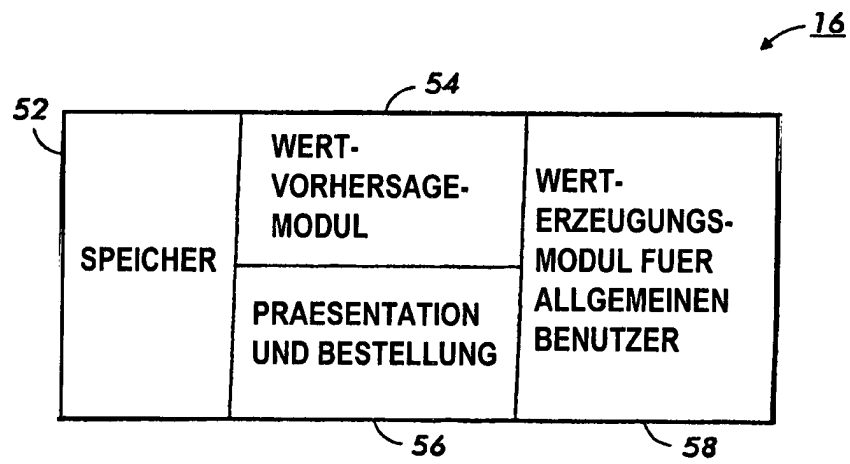 16
54
52
WERT-
VORHERSAGE-
MODUL
SPEICHER
PRAESENTATION
UND BESTELLUNG
WERT-
ERZEUGUNGS-
MODUL FUER
ALLGEMEINEN
BENUTZER
56
58